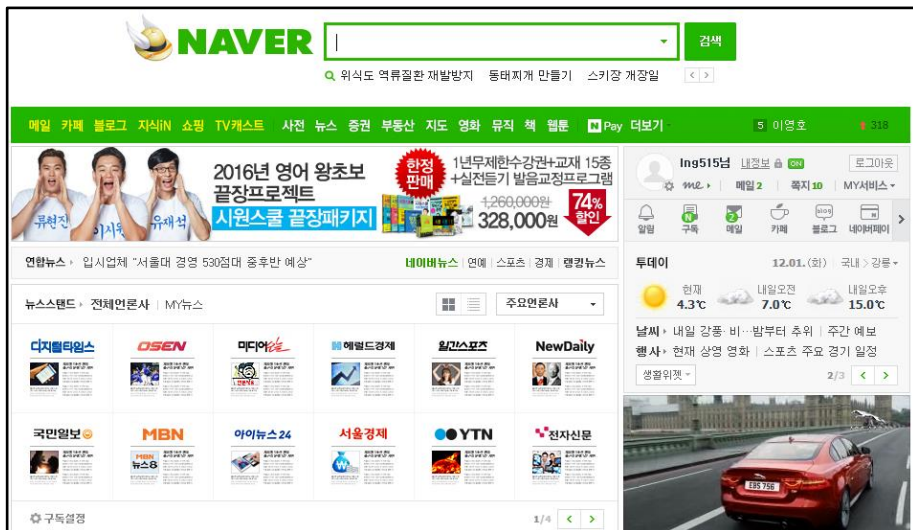 NAVER 검색
위식도 역류질환 재발방지 동태찌개 만들기 스키장 개장일
메일 카페 블로그 지식iN 쇼핑 TV캐스트 사전 뉴스 증권 부동산 지도 영화 뮤직 책 웹툰 N Pay 더보기 5 이영호 318
류현진 이시원 유재석
2016년 영어 왕초보
끝장프로젝트
시원스쿨 끝장패키지
한정
판매
1년무제한수강권+교재 15종
+실전듣기 발음교정프로그램
1,260,000원
328,000원
74%
할인
lng515님 내정보 ON 로그아웃
me 메일 2 쪽지 10 MY서비스
알림 구독 메일 카페 블로그 네이버페이
연합뉴스 입시업체 "서울대 경영 530점대 중후반 예상" 네이버뉴스 연예 스포츠 경제 랭킹뉴스
투데이 12.01.(화) 국내 > 강릉
현재 4.3℃ 내일오전 7.0℃ 내일오후 15.0℃
날씨 내일 강풍·비…밤부터 추위 주간 예보
행사 현재 상영 영화 스포츠 주요 경기 일정
생활위젯 2/3
뉴스스탠드 전체언론사 MY뉴스 주요언론사
디지털타임스 OSEN 미디어오늘 헤럴드경제 일간스포츠 NewDaily
국민일보 MBN 아이뉴스24 서울경제 YTN 전자신문
MBN
뉴스8
구독설정 1/4
EBS 756